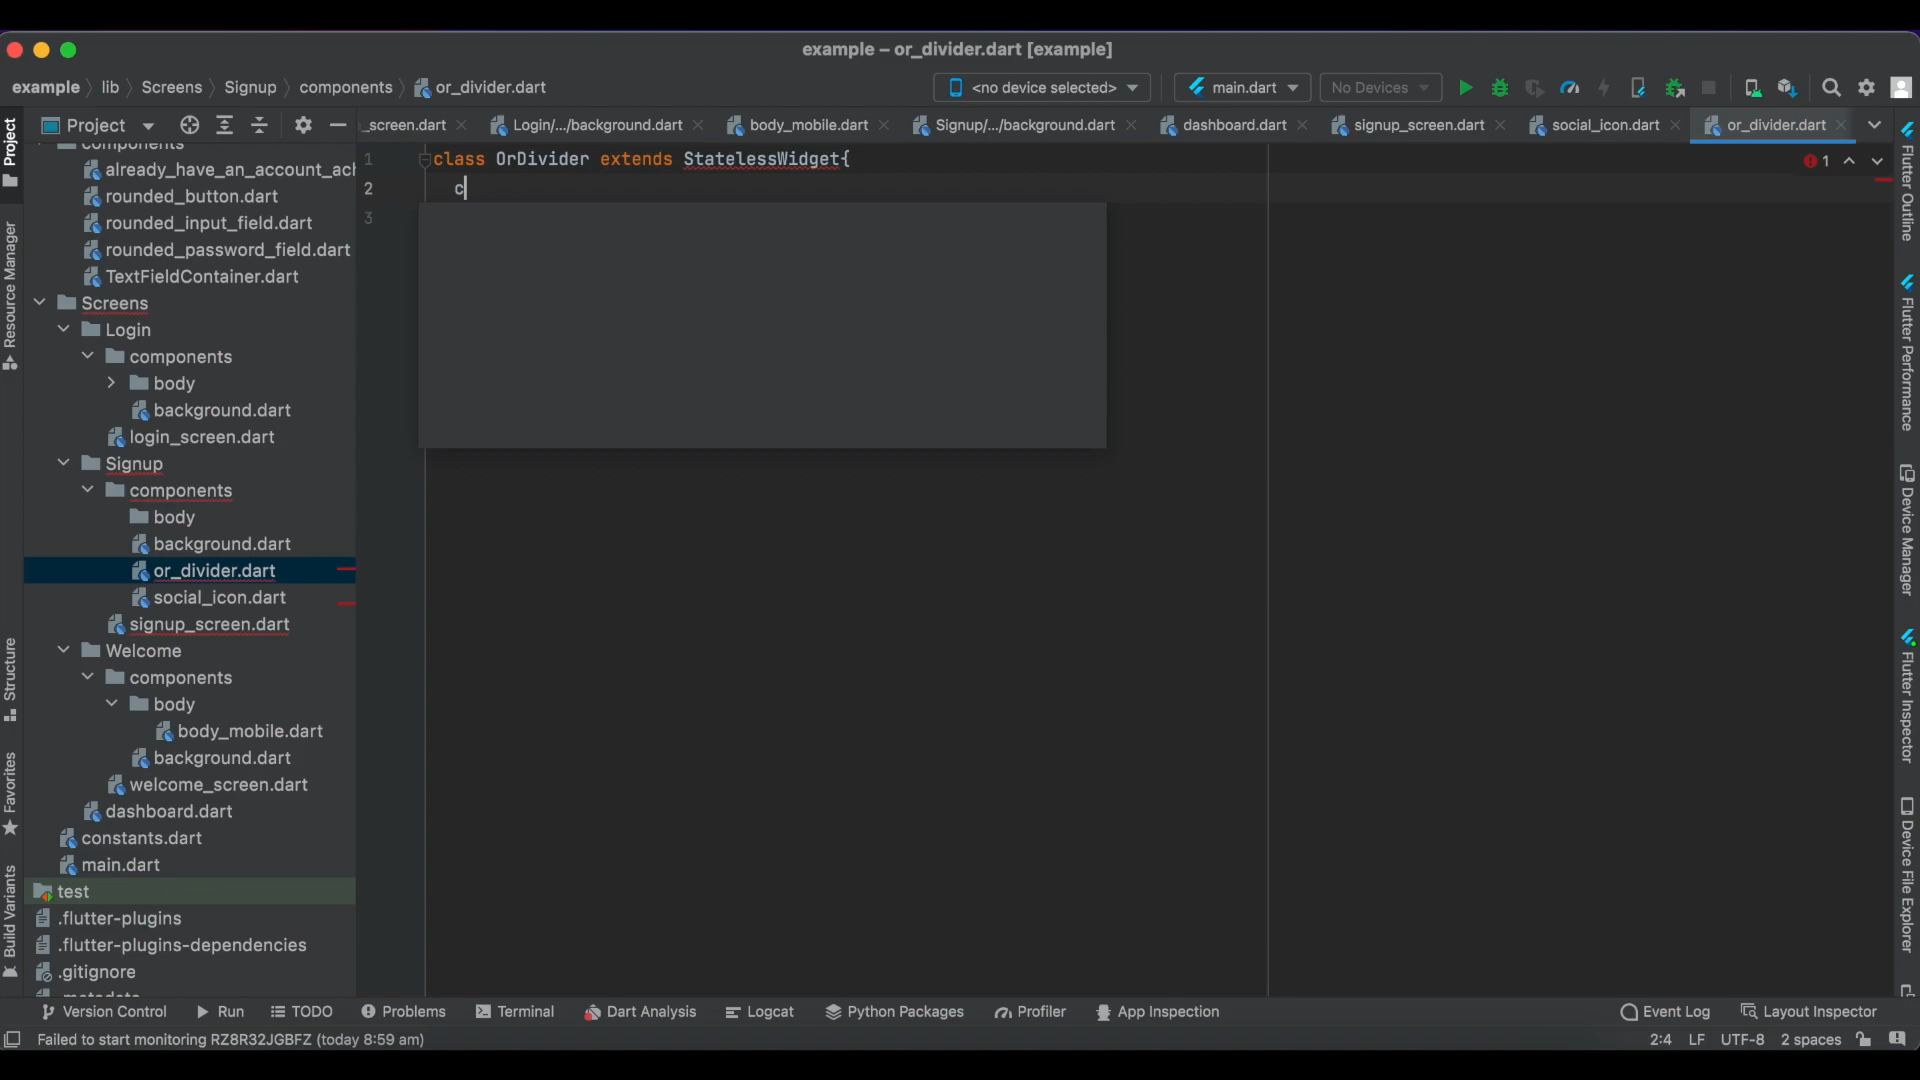 example – or_divider.dart [example]
example lib Screens Signup components or_divider.dart
<no device selected> main.dart No Devices
Project
_screen.dart Login/.../background.dart body_mobile.dart Signup/.../background.dart dashboard.dart signup_screen.dart social_icon.dart or_divider.dart
components
already_have_an_account_ach
rounded_button.dart
rounded_input_field.dart
rounded_password_field.dart
TextFieldContainer.dart
Screens
Login
components
body
background.dart
login_screen.dart
Signup
components
body
background.dart
or_divider.dart
social_icon.dart
signup_screen.dart
Welcome
components
body
body_mobile.dart
background.dart
welcome_screen.dart
dashboard.dart
constants.dart
main.dart
test
.flutter-plugins
.flutter-plugins-dependencies
.gitignore
.metadata
1 class OrDivider extends StatelessWidget{
2 c
3
1
Project
Resource Manager
Structure
Favorites
Build Variants
Flutter Outline
Flutter Performance
Device Manager
Flutter Inspector
Device File Explorer
Version Control Run TODO Problems Terminal Dart Analysis Logcat Python Packages Profiler App Inspection Event Log Layout Inspector
Failed to start monitoring RZ8R32JGBFZ (today 8:59 am) 2:4 LF UTF-8 2 spaces